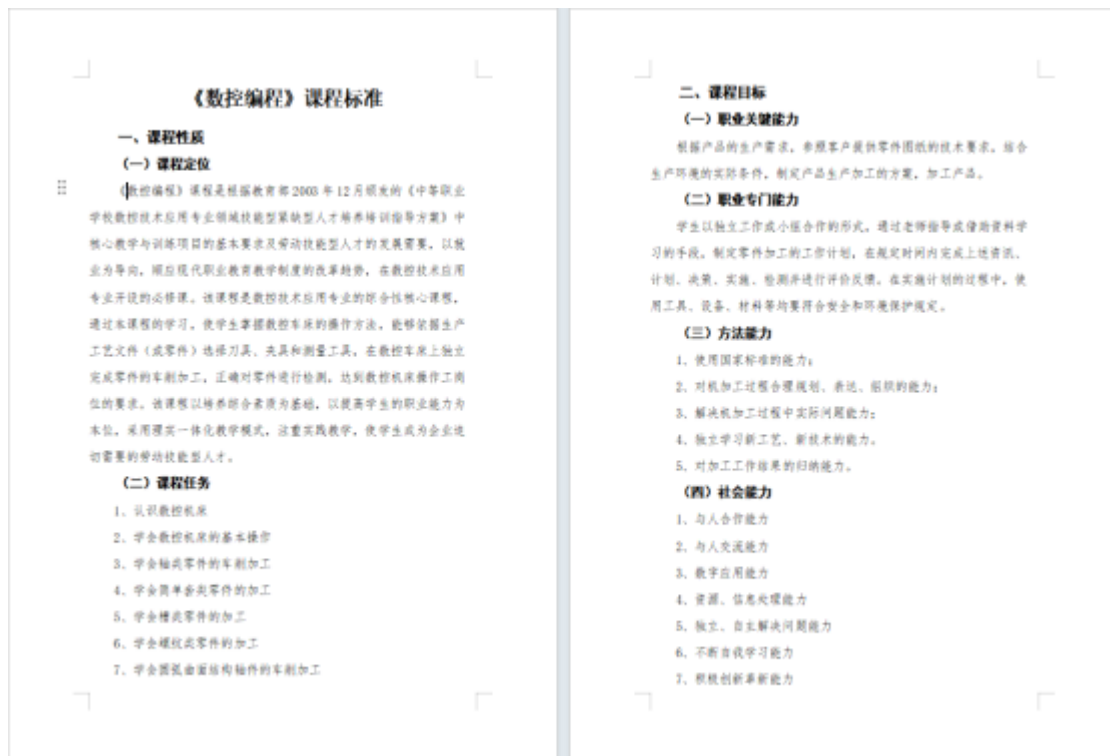 《数控编程》课程标准
一、课程性质
（一）课程定位
《数控编程》课程是根据教育部 2003 年 12 月颁发的《中等职业
学校数控技术应用专业领域技能型紧缺型人才培养培训指导方案》中
核心教学与训练项目的基本要求及劳动技能型人才的发展需要，以就
业为导向，顺应现代职业教育教学制度的改革趋势，在数控技术应用
专业开设的必修课。该课程是数控技术应用专业的综合性核心课程，
通过本课程的学习，使学生掌握数控车床的操作方法，能够依据生产
工艺文件（或零件）选择刀具、夹具和测量工具，在数控车床上独立
完成零件的车削加工，正确对零件进行检测，达到数控机床操作工岗
位的要求。该课程以培养综合素质为基础，以提高学生的职业能力为
本位，采用理实一体化教学模式，注重实践教学，使学生成为企业迫
切需要的劳动技能型人才。
（二）课程任务
1、认识数控机床
2、学会数控机床的基本操作
3、学会轴类零件的车削加工
4、学会简单套类零件的加工
5、学会槽类零件的加工
6、学会螺纹类零件的加工
7、学会圆弧曲面结构轴件的车削加工
二、课程目标
（一）职业关键能力
根据产品的生产需求，参照客户提供零件图纸的技术要求，结合
生产环境的实际条件，制定产品生产加工的方案，加工产品。
（二）职业专门能力
学生以独立工作或小组合作的形式，通过老师指导或借助资料学
习的手段，制定零件加工的工作计划，在规定时间内完成上述资讯、
计划、决策、实施、检测并进行评价反馈。在实施计划的过程中，使
用工具、设备、材料等均要符合安全和环境保护规定。
（三）方法能力
1、使用国家标准的能力；
2、对机加工过程合理规划、表达、组织的能力；
3、解决机加工过程中实际问题能力；
4、独立学习新工艺、新技术的能力。
5、对加工工作结果的归纳能力。
（四）社会能力
1、与人合作能力
2、与人交流能力
3、数字应用能力
4、资源、信息处理能力
5、独立、自主解决问题能力
6、不断自我学习能力
7、积极创新革新能力